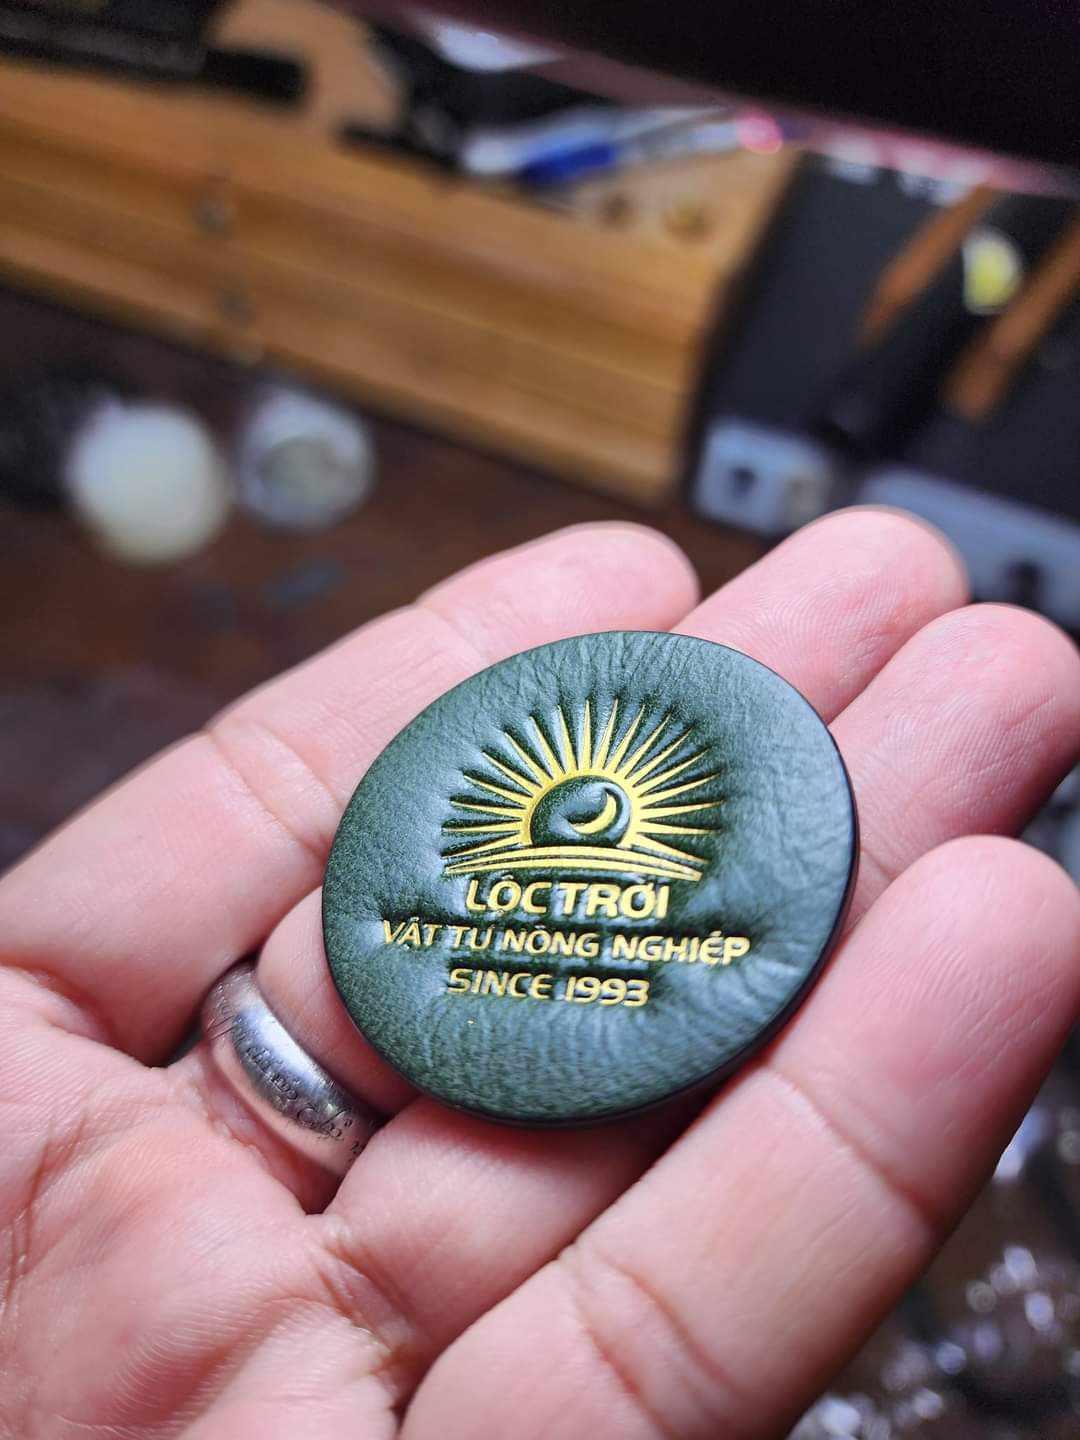 LỘC TRỜI
VẬT TƯ NÔNG NGHIỆP
SINCE 1993